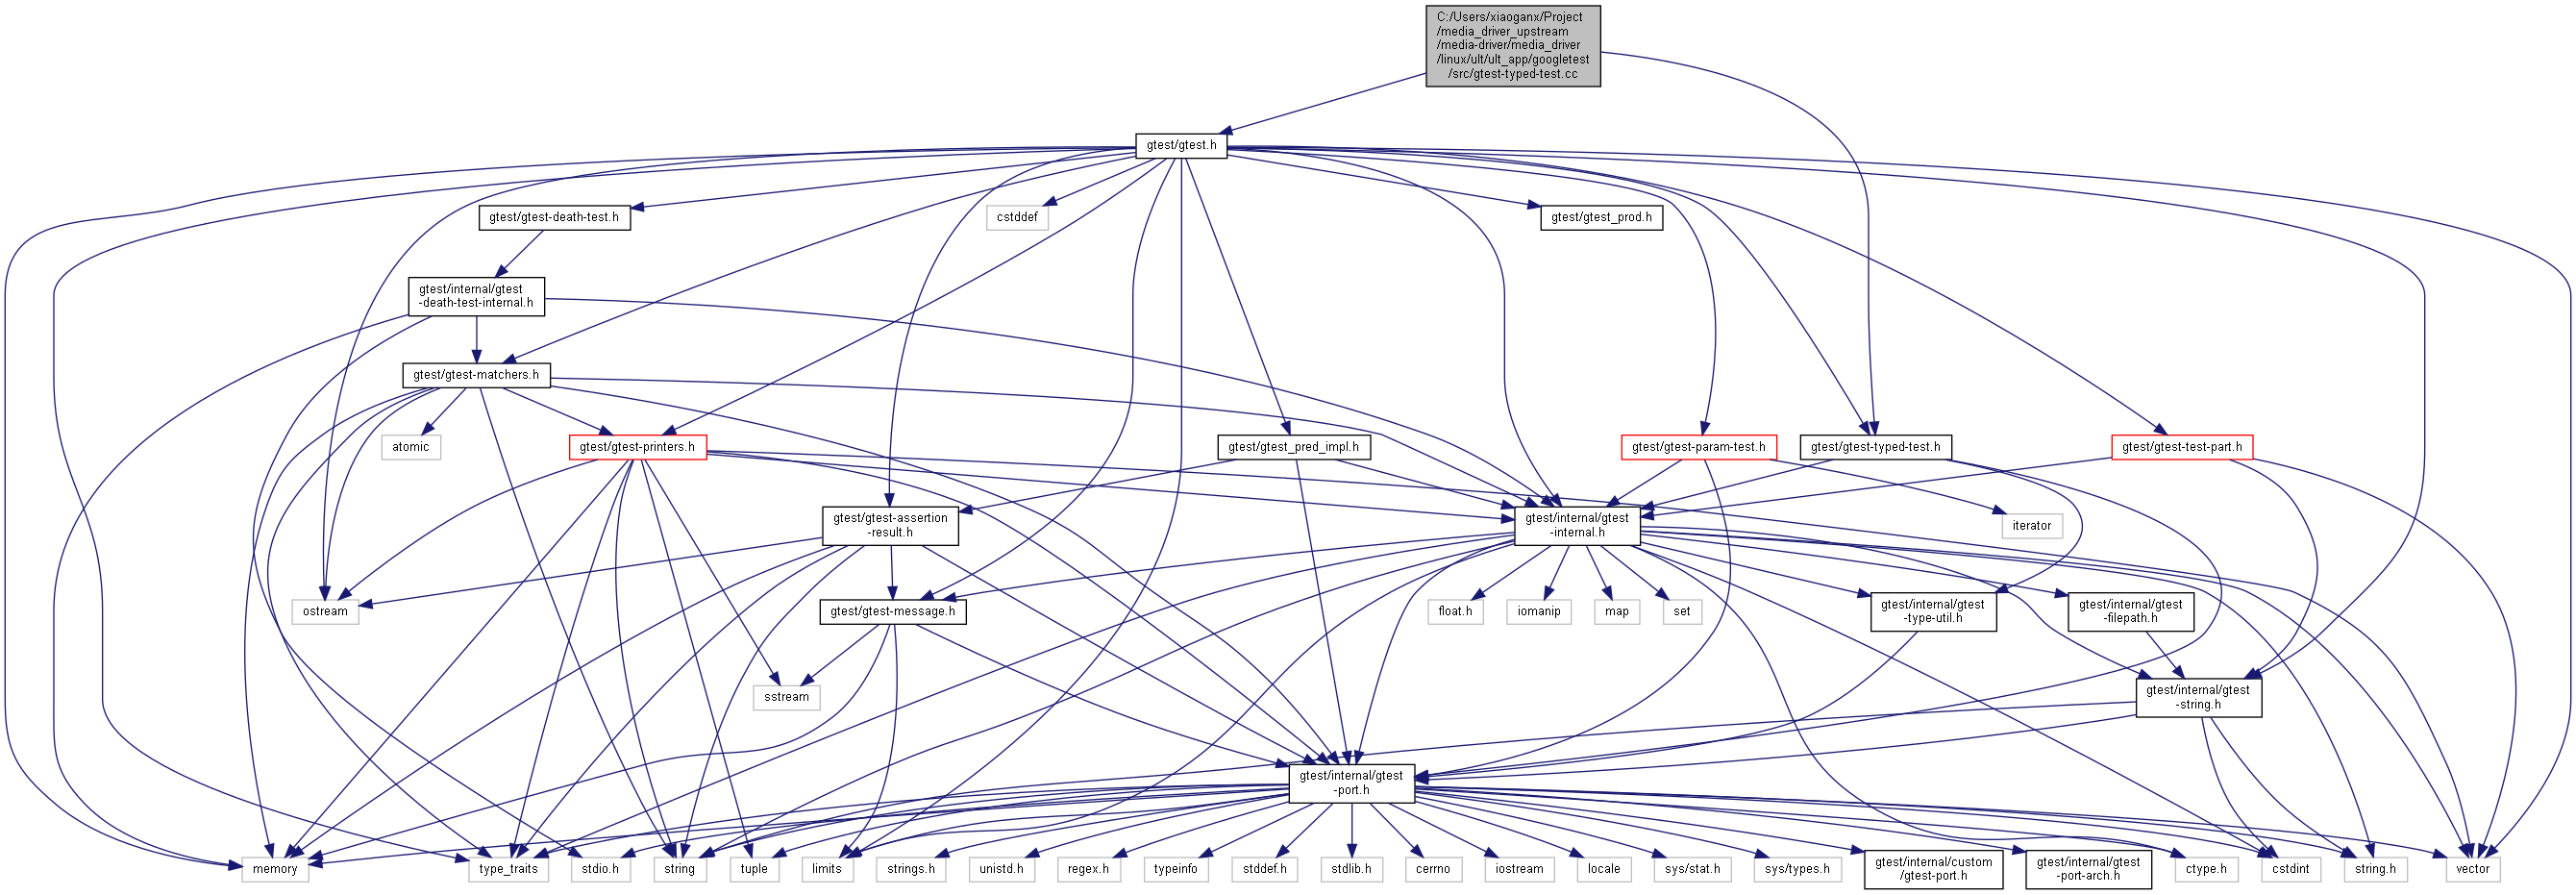 C:/Users/xiaoganx/Project
/media_driver_upstream
/media-driver/media_driver
/linux/ult/ult_app/googletest
/src/gtest-typed-test.cc
gtest/gtest.h
gtest/gtest-death-test.h
cstddef
gtest/gtest_prod.h
gtest/internal/gtest
-death-test-internal.h
gtest/gtest-matchers.h
atomic
gtest/gtest-printers.h
gtest/gtest_pred_impl.h
gtest/gtest-param-test.h
gtest/gtest-typed-test.h
gtest/gtest-test-part.h
gtest/gtest-assertion
-result.h
gtest/internal/gtest
-internal.h
iterator
ostream
gtest/gtest-message.h
float.h
iomanip
map
set
gtest/internal/gtest
-type-util.h
gtest/internal/gtest
-filepath.h
sstream
gtest/internal/gtest
-string.h
gtest/internal/gtest
-port.h
memory
type_traits
stdio.h
string
tuple
limits
strings.h
unistd.h
regex.h
typeinfo
stddef.h
stdlib.h
cerrno
iostream
locale
sys/stat.h
sys/types.h
gtest/internal/custom
/gtest-port.h
gtest/internal/gtest
-port-arch.h
ctype.h
cstdint
string.h
vector